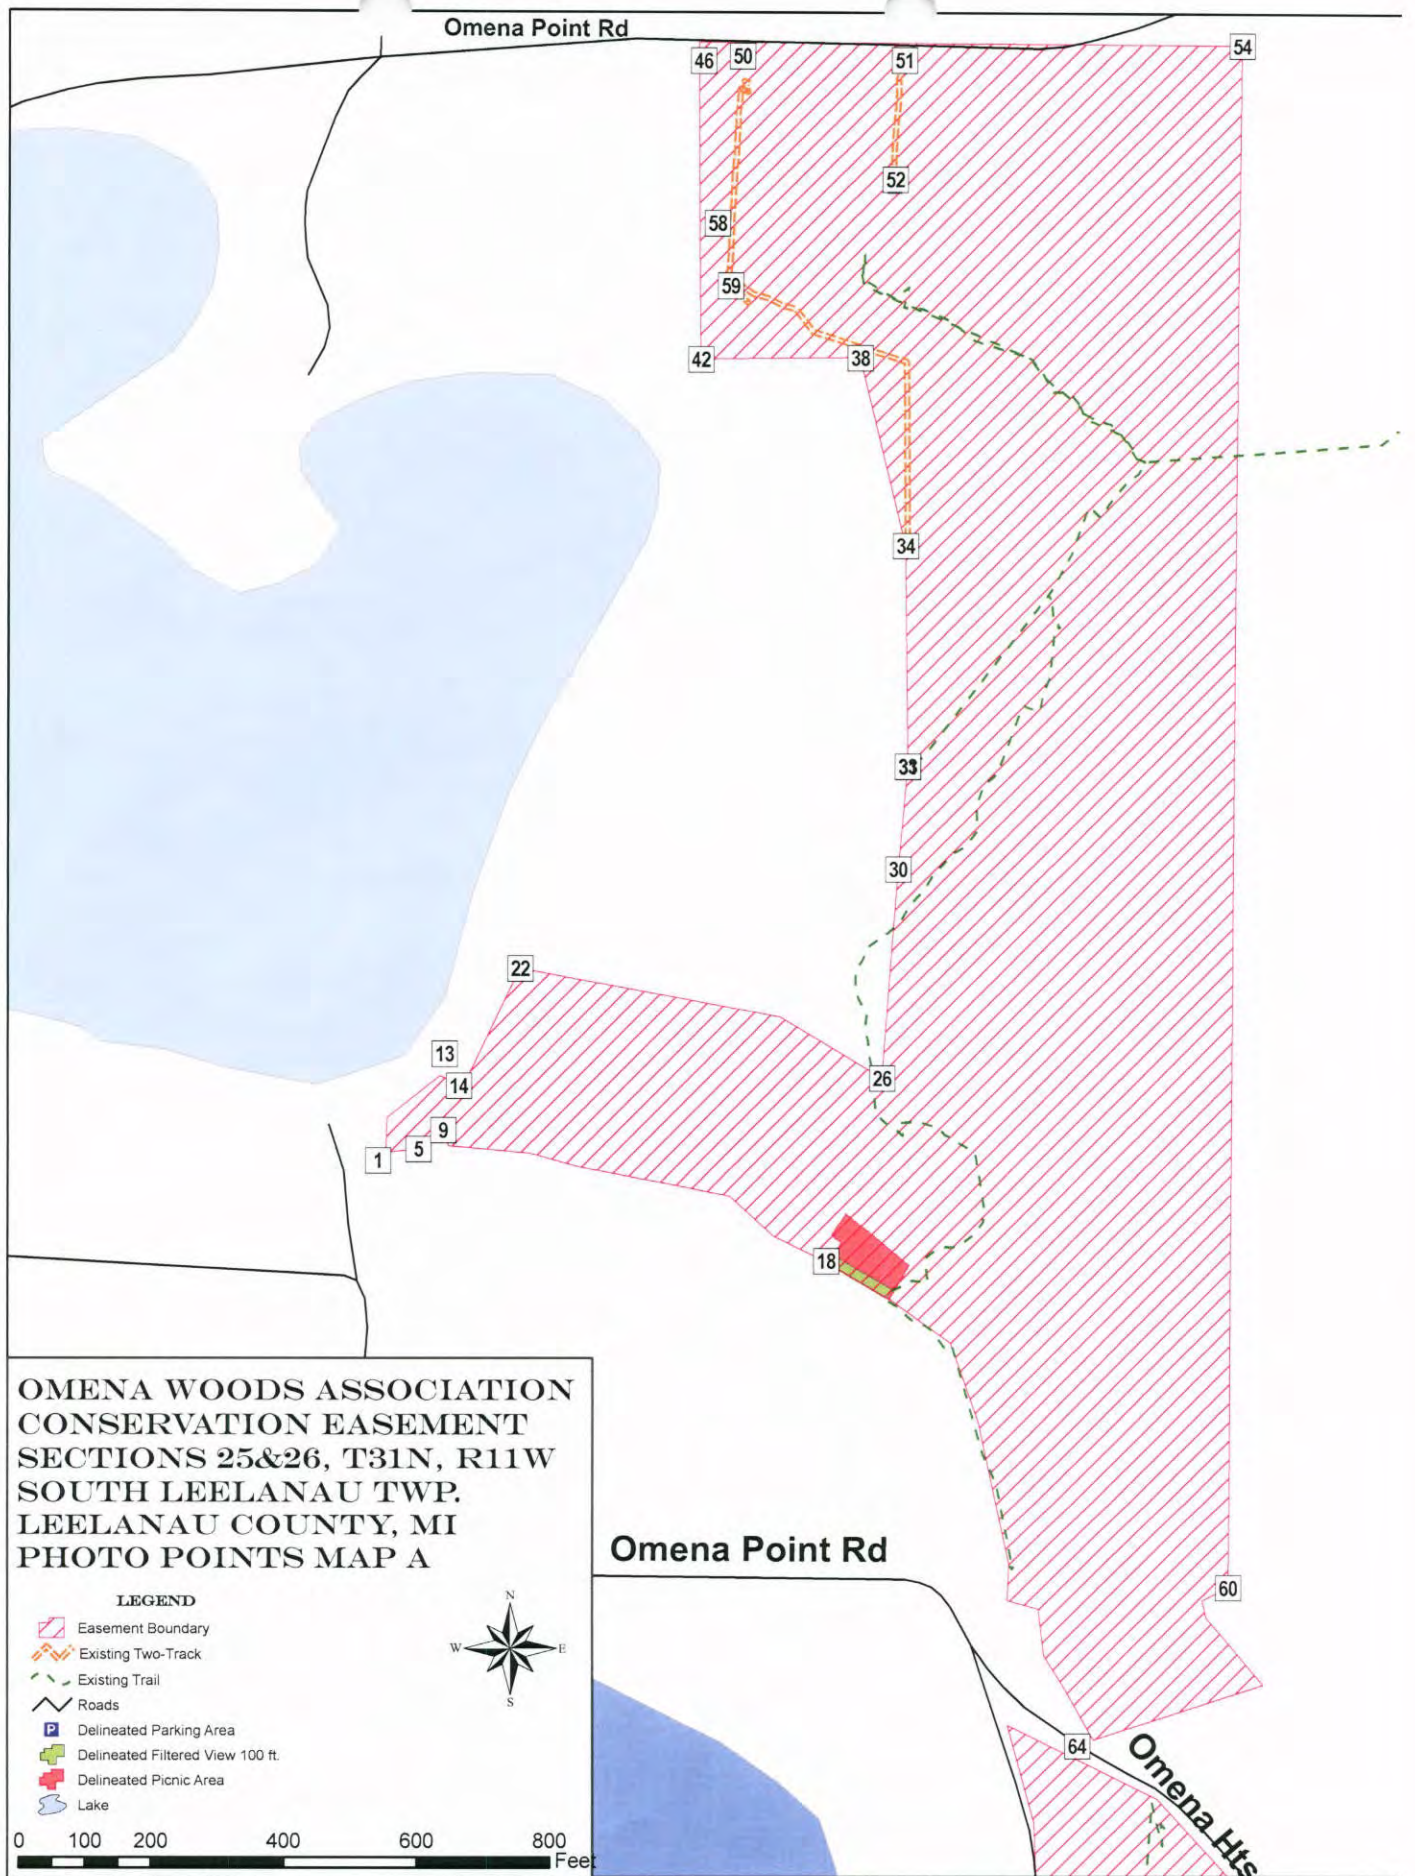 Omena Point Rd
46
50
51
54
52
58
59
42
38
34
33
30
22
13
14
26
9
5
1
18
OMENA WOODS ASSOCIATION
CONSERVATION EASEMENT
SECTIONS 25&26, T31N, R11W
SOUTH LEELANAU TWP.
LEELANAU COUNTY, MI
PHOTO POINTS MAP A
LEGEND
Easement Boundary
Existing Two-Track
Existing Trail
Roads
P Delineated Parking Area
Delineated Filtered View 100 ft.
Delineated Picnic Area
Lake
N
W E
S
0 100 200 400 600 800
Feet
Omena Point Rd
60
64
Omena Hts